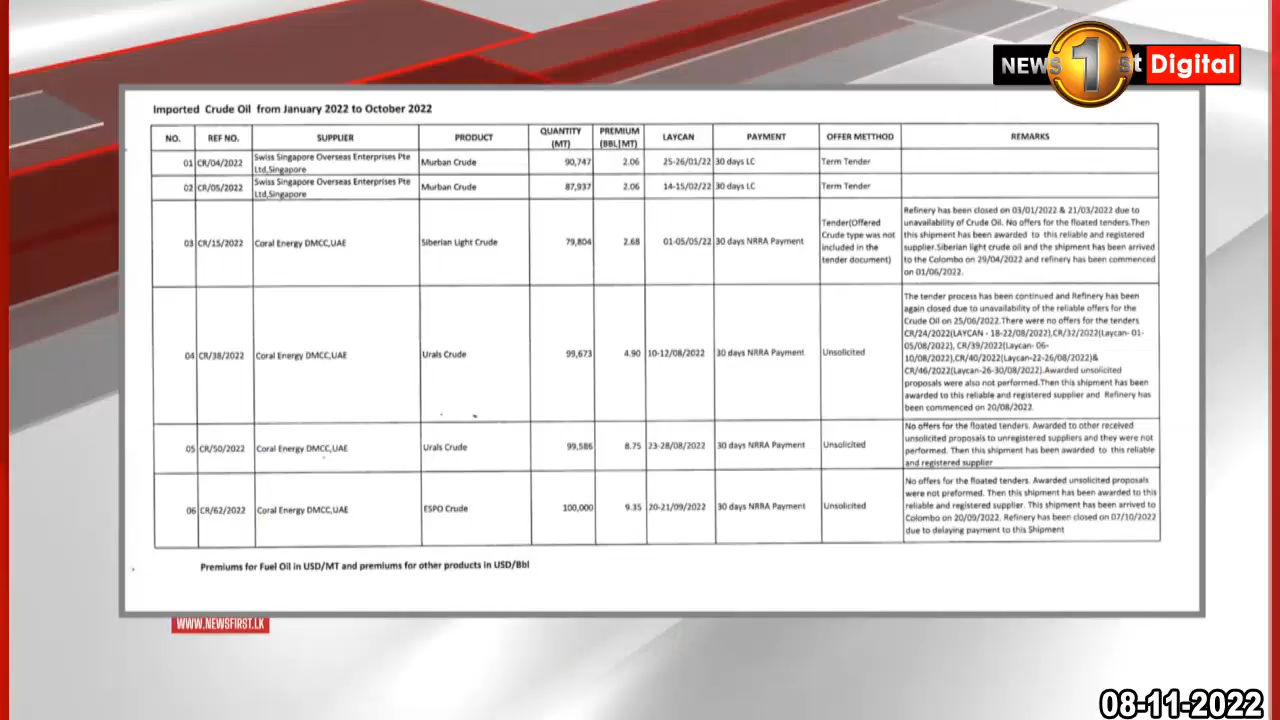 NEWS 1st Digital
Imported Crude Oil from January 2022 to October 2022
NO. REF NO. SUPPLIER PRODUCT QUANTITY (MT) PREMIUM (BBL|MT) LAYCAN PAYMENT OFFER METHOD REMARKS
01 CR/04/2022 Swiss Singapore Overseas Enterprises Pte Ltd,Singapore Murban Crude 90,747 2.06 25-26/01/22 30 days LC Term Tender
02 CR/05/2022 Swiss Singapore Overseas Enterprises Pte Ltd,Singapore Murban Crude 87,937 2.06 14-15/02/22 30 days LC Term Tender
03 CR/15/2022 Coral Energy DMCC,UAE Siberian Light Crude 79,804 2.68 01-05/05/22 30 days NRRA Payment
Tender(Offered
Crude type was not
included in the
tender document)
Refinery has been closed on 03/01/2022 & 21/03/2022 due to
unavailability of Crude Oil. No offers for the floated tenders.Then
this shipment has been awarded to this reliable and registered
supplier.Siberian light crude oil and the shipment has been arrived
to the Colombo on 29/04/2022 and refinery has been commenced
on 01/06/2022.
04 CR/38/2022 Coral Energy DMCC,UAE Urals Crude 99,673 4.90 10-12/08/2022 30 days NRRA Payment Unsolicited
The tender process has been continued and Refinery has been
again closed due to unavailability of the reliable offers for the
Crude Oil on 25/06/2022.There were no offers for the tenders
CR/24/2022(LAYCAN - 18-22/08/2022),CR/32/2022(Laycan- 01-
05/08/2022), CR/39/2022(Laycan- 06-
10/08/2022),CR/40/2022(Laycan-22-26/08/2022)&
CR/46/2022(Laycan-26-30/08/2022).Awarded unsolicited
proposals were also not performed.Then this shipment has been
awarded to this reliable and registered supplier and Refinery has
been commenced on 20/08/2022.
05 CR/50/2022 Coral Energy DMCC,UAE Urals Crude 99,586 8.75 23-28/08/2022 30 days NRRA Payment Unsolicited
No offers for the floated tenders. Awarded to other received
unsolicited proposals to unregistered suppliers and they were not
performed. Then this shipment has been awarded to this reliable
and registered supplier
06 CR/62/2022 Coral Energy DMCC,UAE ESPO Crude 100,000 9.35 20-21/09/2022 30 days NRRA Payment Unsolicited
No offers for the floated tenders. Awarded unsolicited proposals
were not preformed. Then this shipment has been awarded to this
reliable and registered supplier. This shipment has been arrived to
Colombo on 20/09/2022. Refinery has been closed on 07/10/2022
due to delaying payment to this Shipment
Premiums for Fuel Oil in USD/MT and premiums for other products in USD/Bbl
WWW.NEWSFIRST.LK
08-11-2022